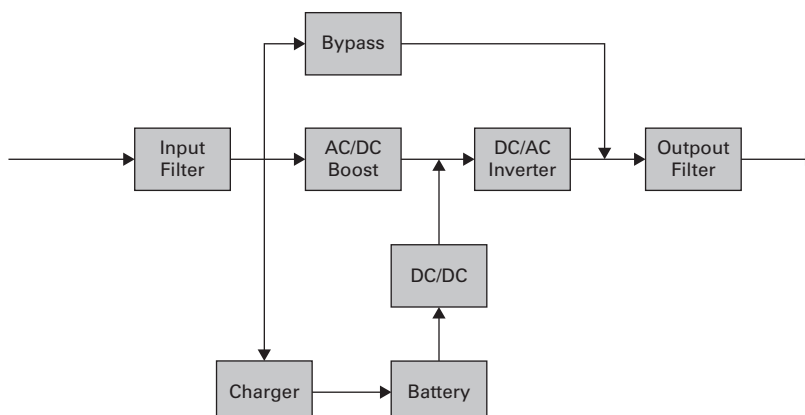 Bypass
Input
Filter
AC/DC
Boost
DC/AC
Inverter
Outpout
Filter
DC/DC
Charger
Battery